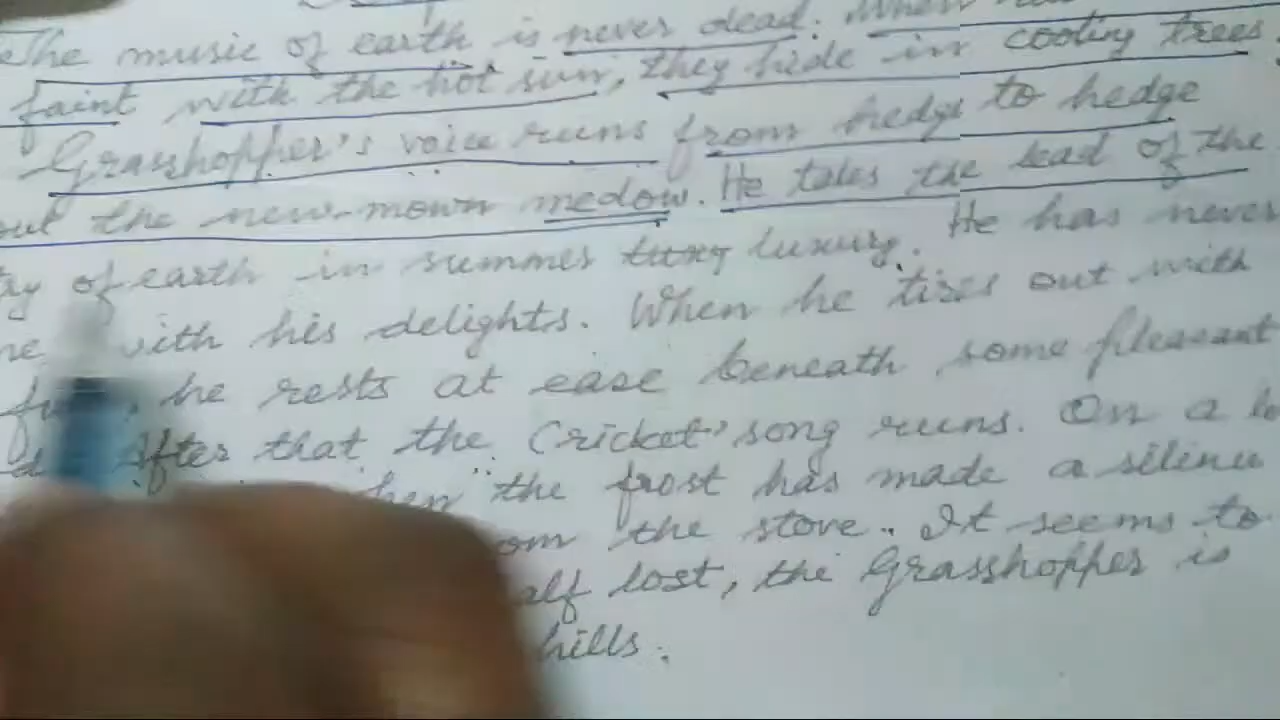 The music of earth is never dead. When
faint with the hot sun, they hide in cooling trees.
Grasshopper's voice runs from hedge to hedge
out the new-mown medow. He takes the lead of the
of earth in summer luxury. He has never
with his delights. When he tires out with
he rests at ease beneath some pleasant
After that the Cricket's song runs. On a
the frost has made a silence
the stove. It seems to
lost, the Grasshopper is
hills.